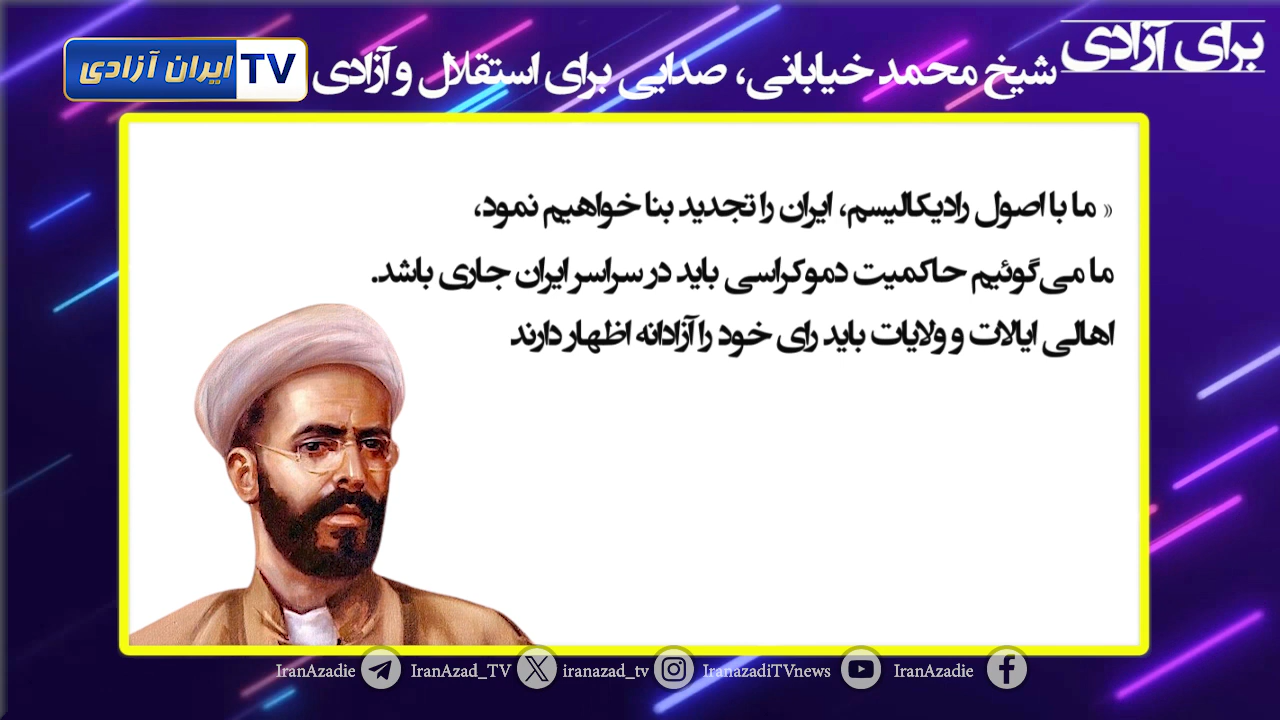 برای آزادی
شیخ محمد خیابانی، صدایی برای استقلال و آزادی
ایران آزادی TV
« ما با اصول رادیکالیسم، ایران را تجدید بنا خواهیم نمود،
ما می‌گوئیم حاکمیت دموکراسی باید در سراسر ایران جاری باشد.
اهالی ایالات و ولایات باید رای خود را آزادانه اظهار دارند
IranAzadie IranAzad_TV iranazad_tv IranazadiTVnews IranAzadie